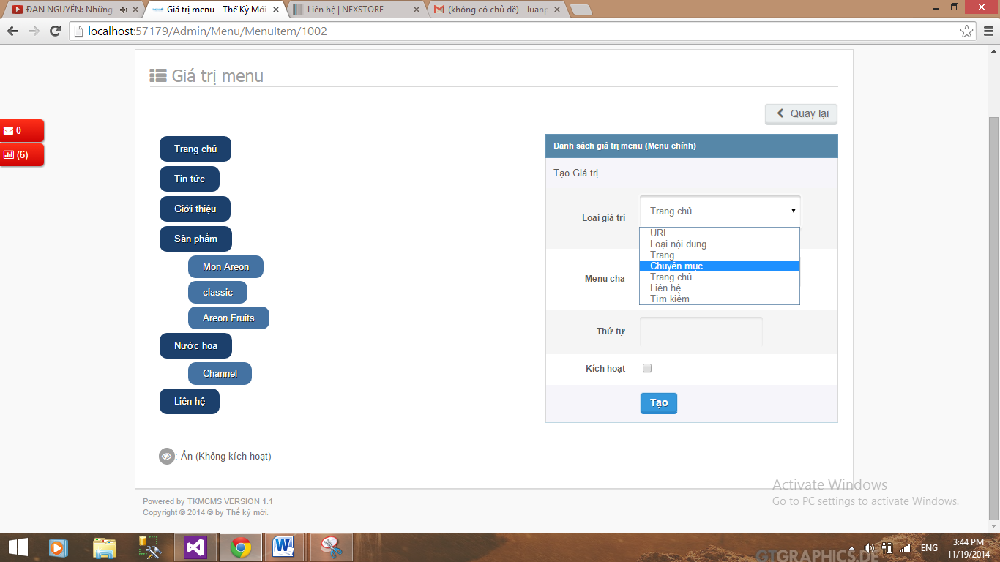 ĐAN NGUYÊN: Những
Giá trị menu - Thế Kỷ Mới
Liên hệ | NEXSTORE
(không có chủ đề) - luanp
localhost:57179/Admin/Menu/MenuItem/1002
Giá trị menu
Quay lại
0
(6)
Trang chủ
Tin tức
Giới thiệu
Sản phẩm
Mon Areon
classic
Areon Fruits
Nước hoa
Channel
Liên hệ
Danh sách giá trị menu (Menu chính)
Tạo Giá trị
Loại giá trị
Trang chủ
URL
Loại nội dung
Trang
Chuyên mục
Trang chủ
Liên hệ
Tìm kiếm
Menu cha
Thứ tự
Kích hoạt
Tạo
: Ẩn (Không kích hoạt)
Activate Windows
Go to PC settings to activate Windows.
Powered by TKMCMS VERSION 1.1
Copyright © 2014 © by Thế kỷ mới.
ENG
3:44 PM
11/19/2014
GTGRAPHICS.DE